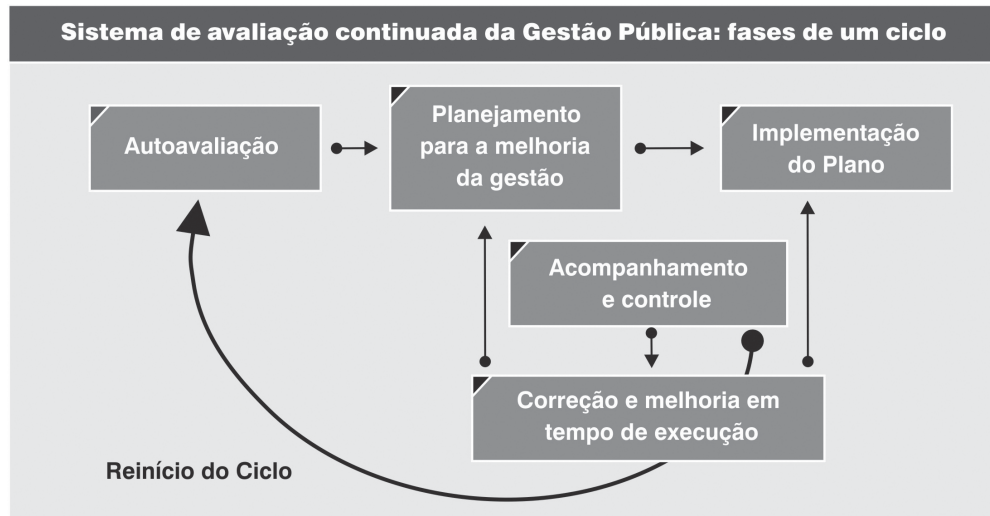 Sistema de avaliação continuada da Gestão Pública: fases de um ciclo
Autoavaliação
Planejamento
para a melhoria
da gestão
Implementação
do Plano
Acompanhamento
e controle
Correção e melhoria em
tempo de execução
Reinício do Ciclo